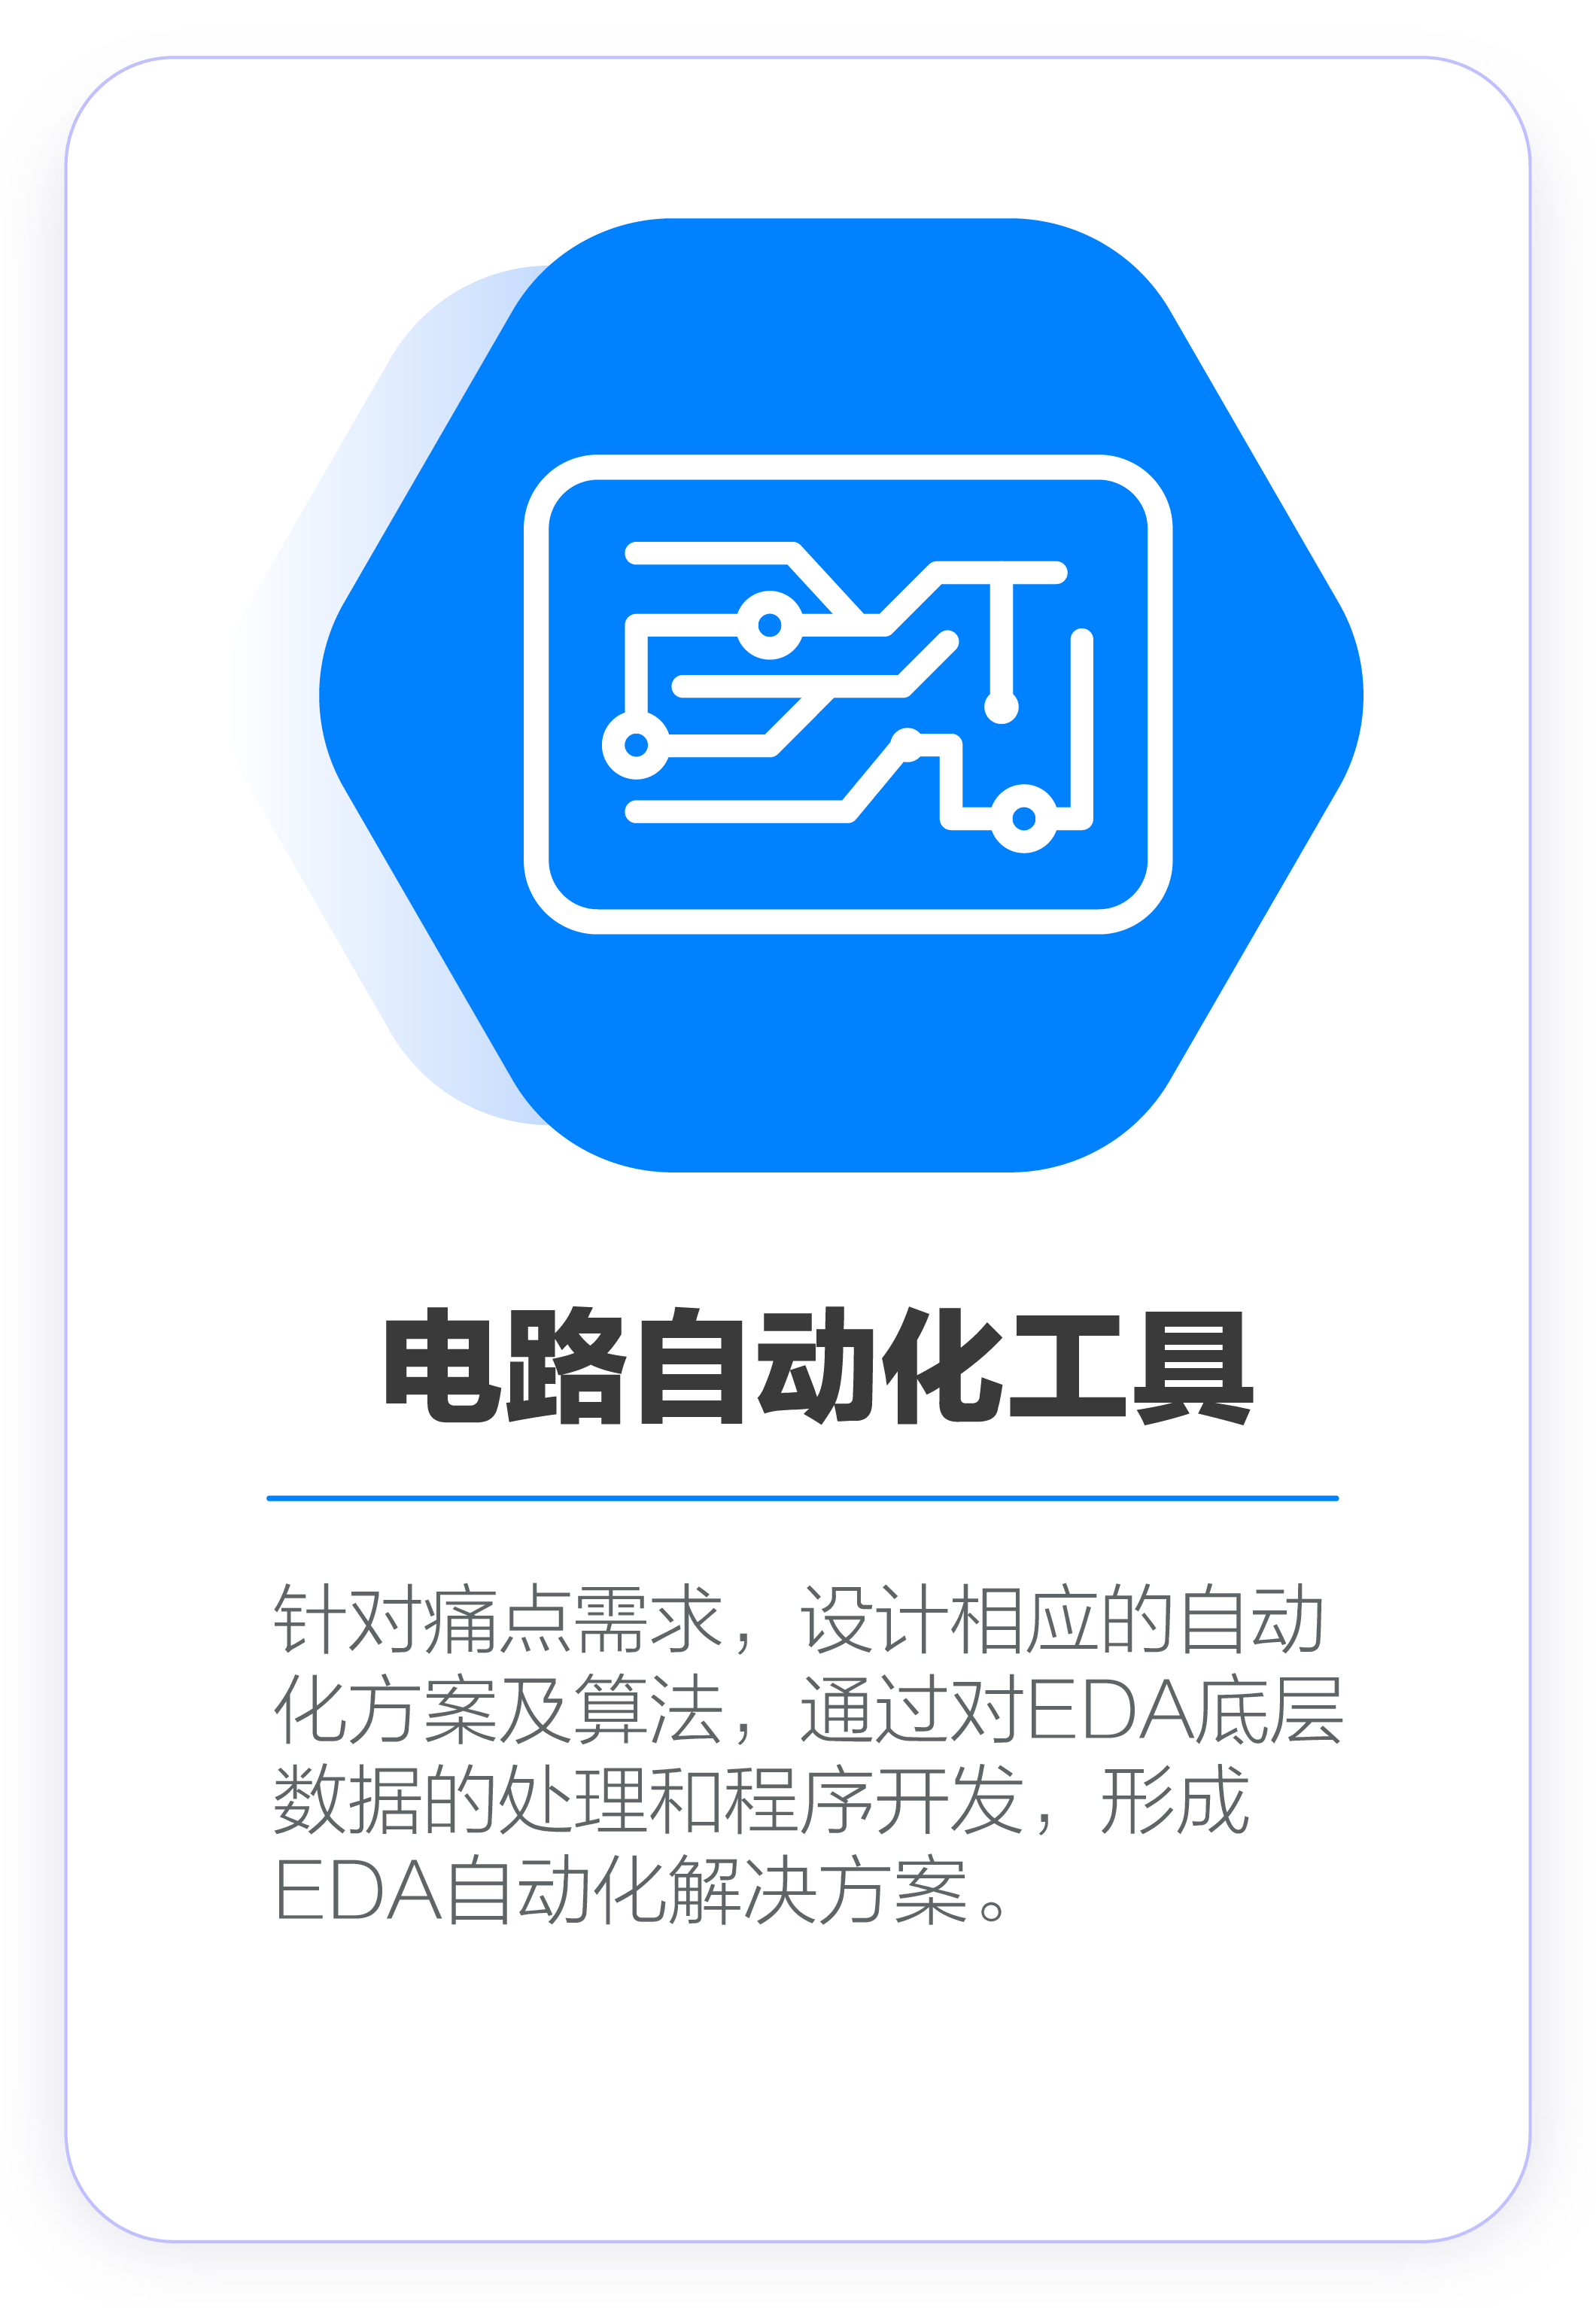 电路自动化工具
针对痛点需求，设计相应的自动
化方案及算法，通过对EDA底层
数据的处理和程序开发，形成
EDA自动化解决方案。